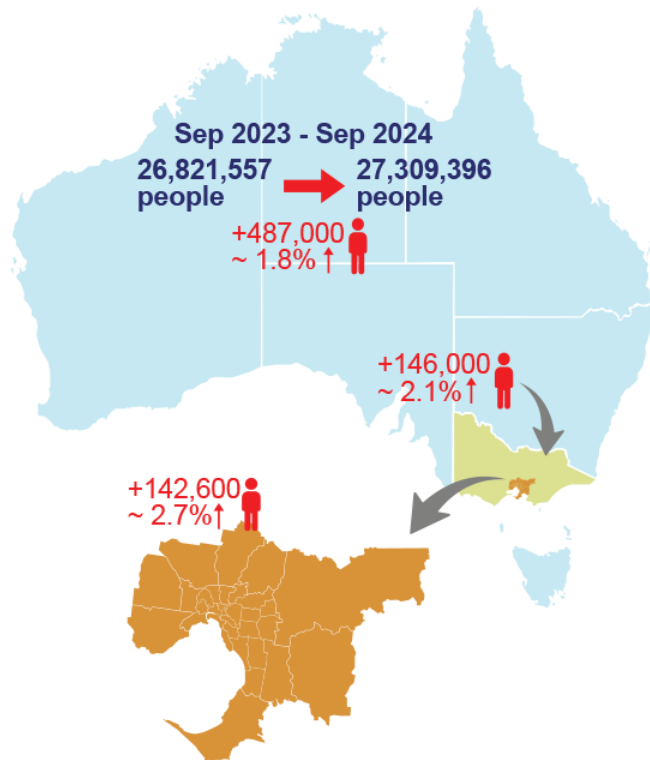 Sep 2023 - Sep 2024
26,821,557 people
27,309,396 people
+487,000
~ 1.8%↑
+146,000
~ 2.1%↑
+142,600
~ 2.7%↑